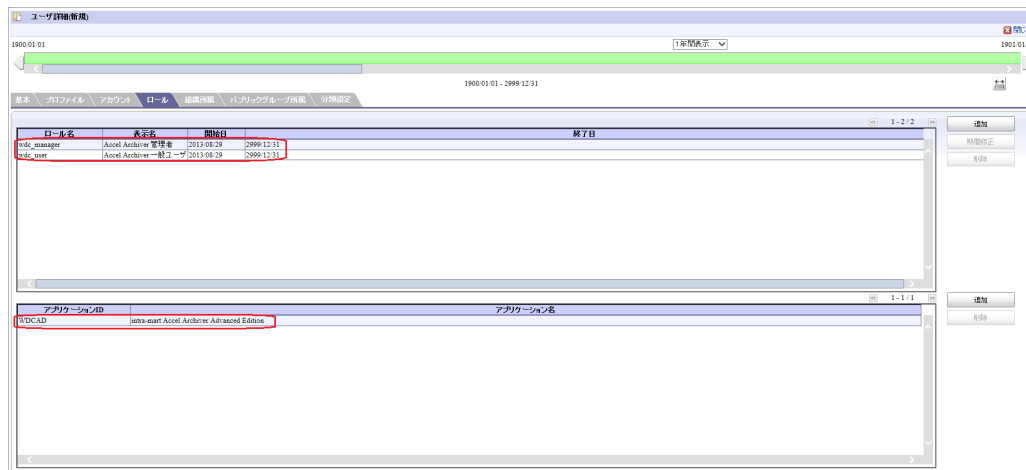 ユーザ詳細(新規)
閉じ
1900/01/01
1年間表示
1901/01
1900/01/01 - 2999/12/31
基本 プロファイル アカウント ロール 組織所属 パブリックグループ所属 分類設定
1 - 2 / 2
追加
ロール名 表示名 開始日 終了日
wdc_manager Accel Archiver 管理者 2013/08/29 2999/12/31
期間修正
wdc_user Accel Archiver 一般ユーザ 2013/08/29 2999/12/31
削除
1 - 1 / 1
追加
アプリケーションID アプリケーション名
WDCAD intra-mart Accel Archiver Advanced Edition
削除